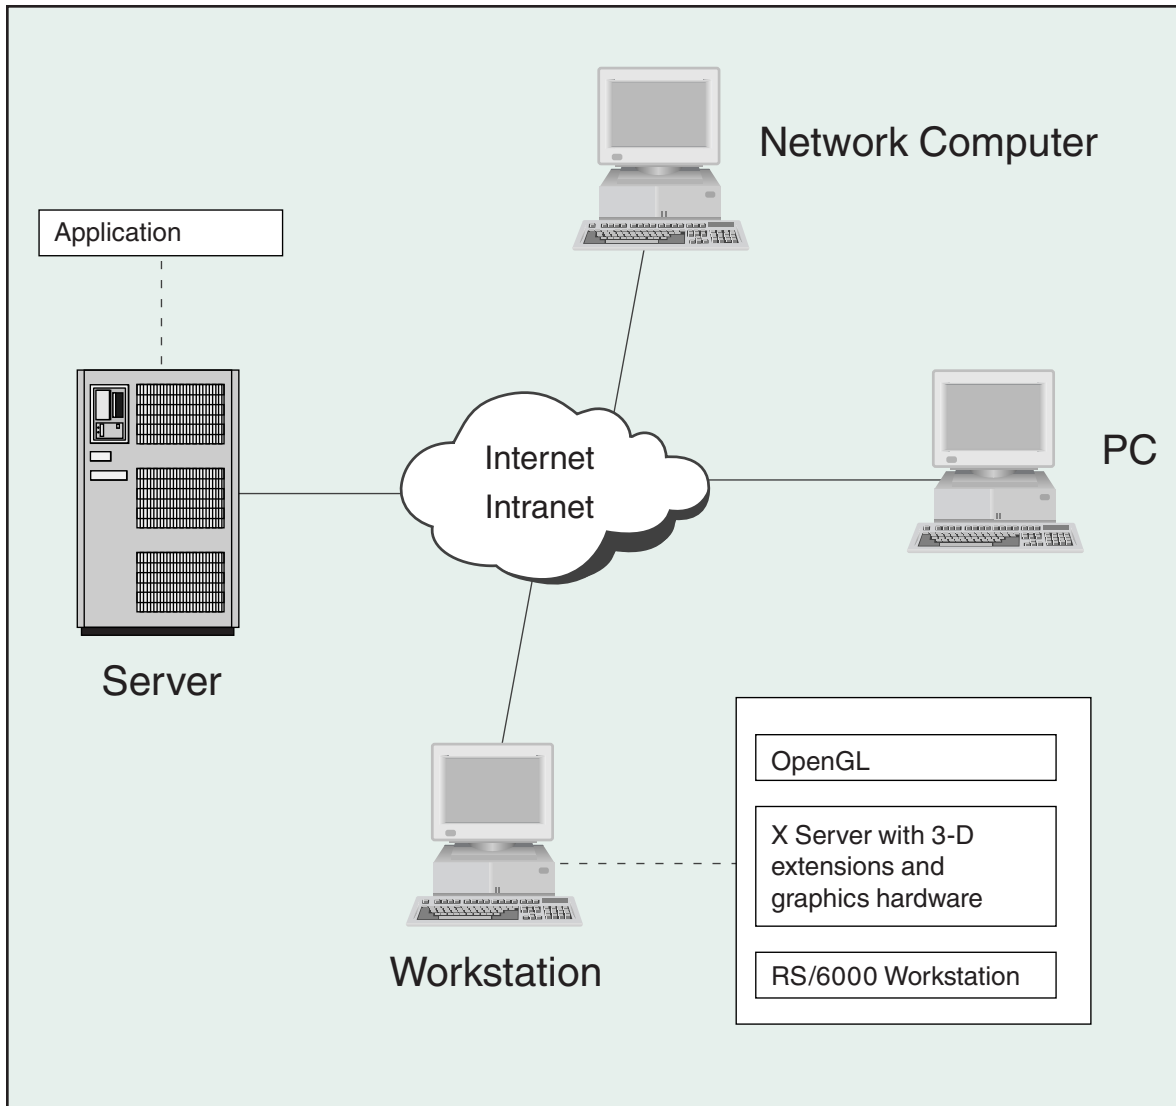 Network Computer
Application
PC
Internet
Intranet
Server
OpenGL
X Server with 3-D
extensions and
graphics hardware
RS/6000 Workstation
Workstation